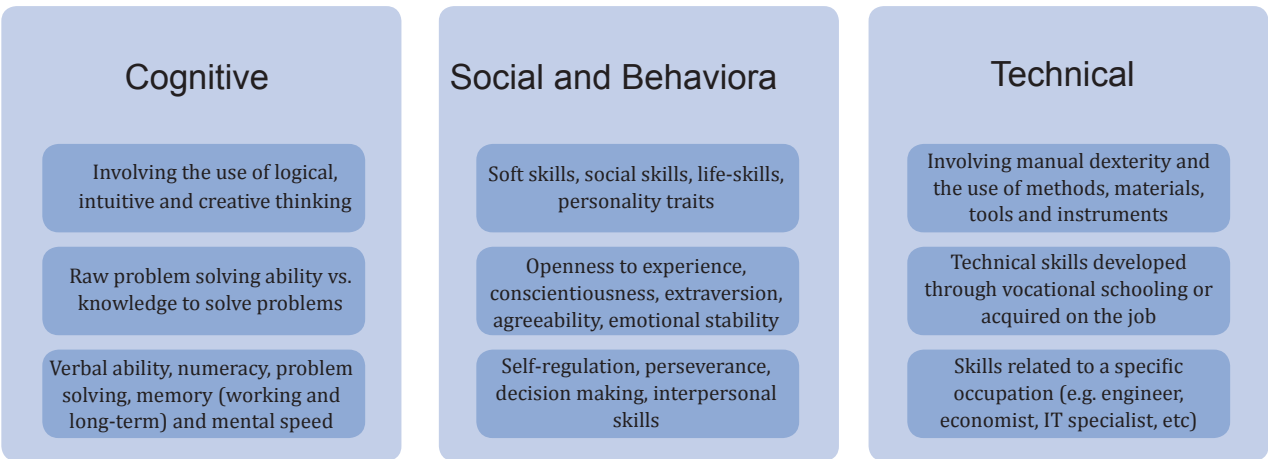 Cognitive
Involving the use of logical,
intuitive and creative thinking
Raw problem solving ability vs.
knowledge to solve problems
Verbal ability, numeracy, problem
solving, memory (working and
long-term) and mental speed
Social and Behaviora
Soft skills, social skills, life-skills,
personality traits
Openness to experience,
conscientiousness, extraversion,
agreeability, emotional stability
Self-regulation, perseverance,
decision making, interpersonal
skills
Technical
Involving manual dexterity and
the use of methods, materials,
tools and instruments
Technical skills developed
through vocational schooling or
acquired on the job
Skills related to a specific
occupation (e.g. engineer,
economist, IT specialist, etc)